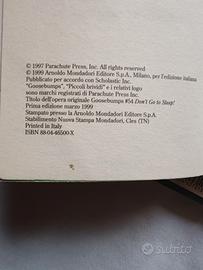 © 1997 Parachute Press, Inc. All rights reserved
© 1999 Arnoldo Mondadori Editore S.p.A., Milano, per l'edizione italiana
Pubblicato per accordo con Scholastic Inc.
"Goosebumps", "Piccoli brividi" e i relativi logo
sono marchi registrati di Parachute Press, Inc.
Titolo dell'opera originale Goosebumps #54 Don't Go to Sleep!
Prima edizione marzo 1999
Stampato presso la Arnoldo Mondadori Editore S.p.A.
Stabilimento Nuova Stampa Mondadori, Cles (TN)
Printed in Italy
ISBN 88-04-46500-X
subito